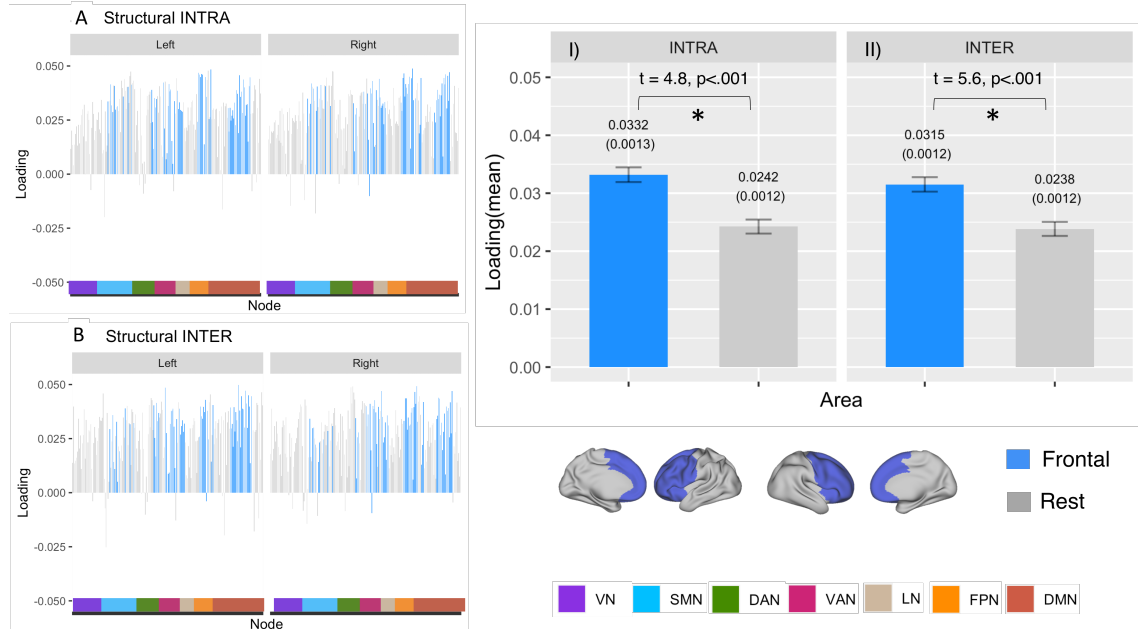 A Structural INTRA
Left Right
0.050
0.025
0.000
-0.025
-0.050
Loading
Node
B Structural INTER
Left Right
0.050
0.025
0.000
-0.025
-0.050
Loading
Node
I) INTRA
II) INTER
t = 4.8, p<.001
*
0.0332
(0.0013)
0.0242
(0.0012)
t = 5.6, p<.001
*
0.0315
(0.0012)
0.0238
(0.0012)
0.05
0.04
0.03
0.02
0.01
0.00
Loading(mean)
Area
Frontal
Rest
VN SMN DAN VAN LN FPN DMN